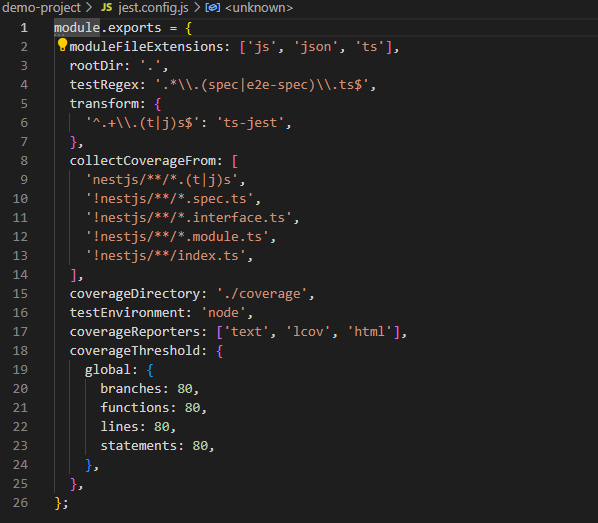 demo-project > JS jest.config.js > <unknown>
1 module.exports = {
2 moduleFileExtensions: ['js', 'json', 'ts'],
3 rootDir: '.',
4 testRegex: '.*\\.(spec|e2e-spec)\\.ts$',
5 transform: {
6 '^.+\\.(t|j)s$': 'ts-jest',
7 },
8 collectCoverageFrom: [
9 'nestjs/**/*.(t|j)s',
10 '!nestjs/**/*.spec.ts',
11 '!nestjs/**/*.interface.ts',
12 '!nestjs/**/*.module.ts',
13 '!nestjs/**/index.ts',
14 ],
15 coverageDirectory: './coverage',
16 testEnvironment: 'node',
17 coverageReporters: ['text', 'lcov', 'html'],
18 coverageThreshold: {
19 global: {
20 branches: 80,
21 functions: 80,
22 lines: 80,
23 statements: 80,
24 },
25 },
26 };